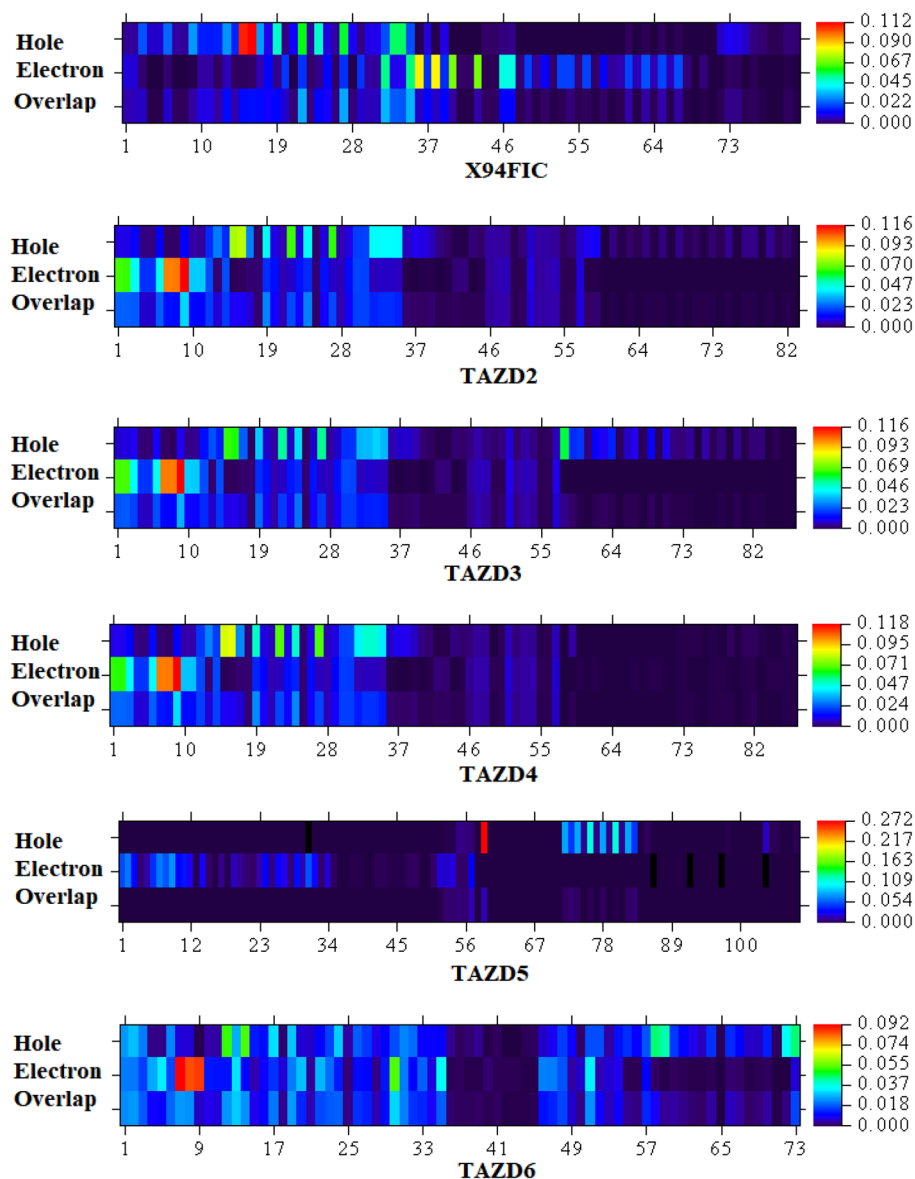 Hole
Electron
Overlap
0.112
0.090
0.067
0.045
0.022
0.000
1 10 19 28 37 46 55 64 73
X94FIC
Hole
Electron
Overlap
0.116
0.093
0.070
0.047
0.023
0.000
1 10 19 28 37 46 55 64 73 82
TAZD2
Hole
Electron
Overlap
0.116
0.093
0.069
0.046
0.023
0.000
1 10 19 28 37 46 55 64 73 82
TAZD3
Hole
Electron
Overlap
0.118
0.095
0.071
0.047
0.024
0.000
1 10 19 28 37 46 55 64 73 82
TAZD4
Hole
Electron
Overlap
0.272
0.217
0.163
0.109
0.054
0.000
1 12 23 34 45 56 67 78 89 100
TAZD5
Hole
Electron
Overlap
0.092
0.074
0.055
0.037
0.018
0.000
1 9 17 25 33 41 49 57 65 73
TAZD6